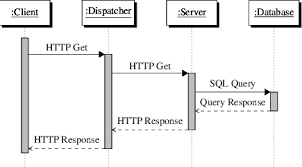 :Client :Dispatcher :Server :Database
HTTP Get
HTTP Get
SQL Query
Query Response
HTTP Response
HTTP Response